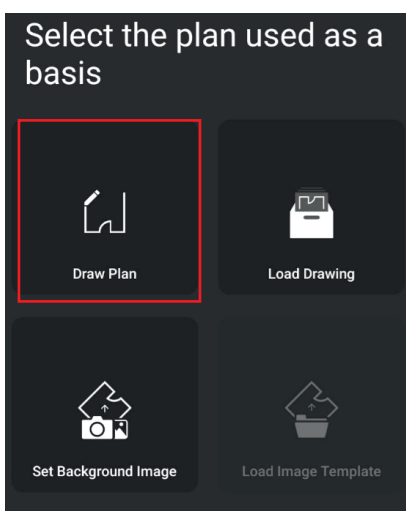 Select the plan used as a
basis
Draw Plan
Load Drawing
Set Background Image
Load Image Template